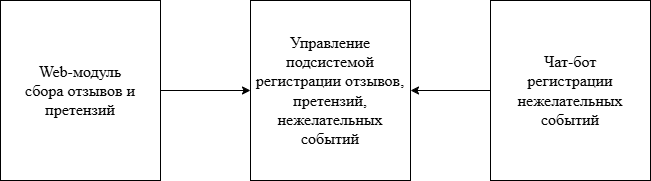 Web-модуль
сбора отзывов и
претензий
Управление
подсистемой
регистрации отзывов,
претензий,
нежелательных
событий
Чат-бот
регистрации
нежелательных
событий